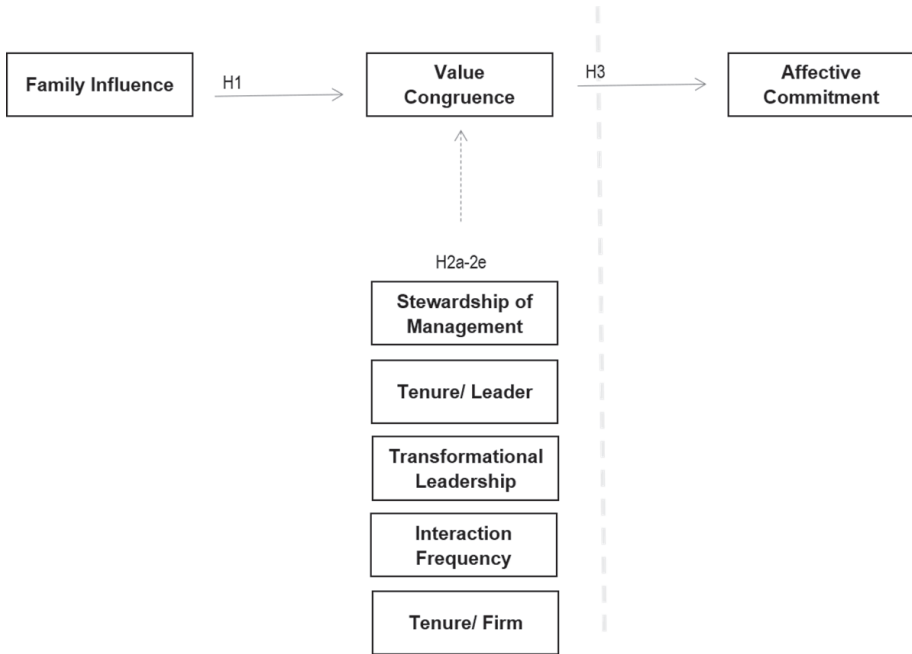 Family Influence
H1
Value
Congruence
H3
Affective
Commitment
H2a-2e
Stewardship of
Management
Tenure/ Leader
Transformational
Leadership
Interaction
Frequency
Tenure/ Firm